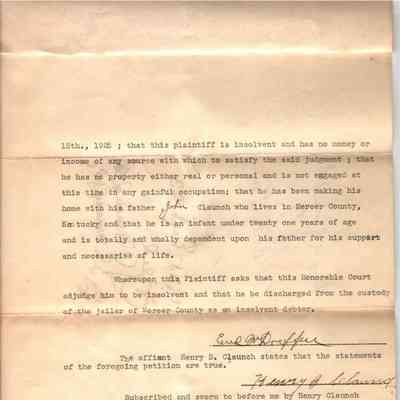 18th., 1925 ; that this plaintiff is insolvent and has no money or
income of any source with which to satisfy the said judgment ; that
he has no property either real or personal and is not engaged at
this time in any gainful occupation; that he has been making his
home with his father John Claunch who lives in Mercer County,
Kentucky and that he is an infant under twenty one years of age
and is totally and wholly dependent upon his father for his support
and necessaries of life.
Whereupon this Plaintiff asks that this Honorable Court
adjudge him to be insolvent and that he be discharged from the custody
of the jailer of Mercer County as an insolvent debtor.
The affiant Henry B. Claunch states that the statements
of the foregoing petition are true.
Henry B Claunch
Subscribed and sworn to before me by Henry Claunch